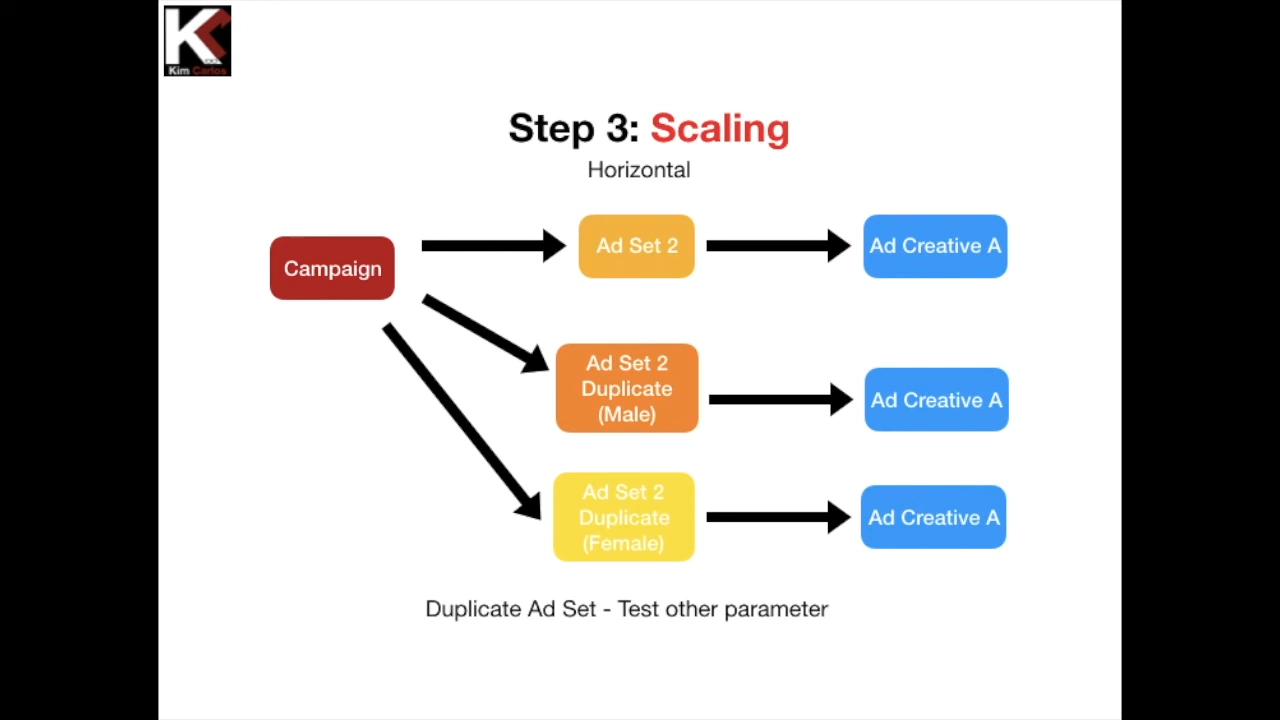 Kim Carlos
Step 3: Scaling
Horizontal
Campaign
Ad Set 2
Ad Creative A
Ad Set 2
Duplicate
(Male)
Ad Creative A
Ad Set 2
Duplicate
(Female)
Ad Creative A
Duplicate Ad Set - Test other parameter